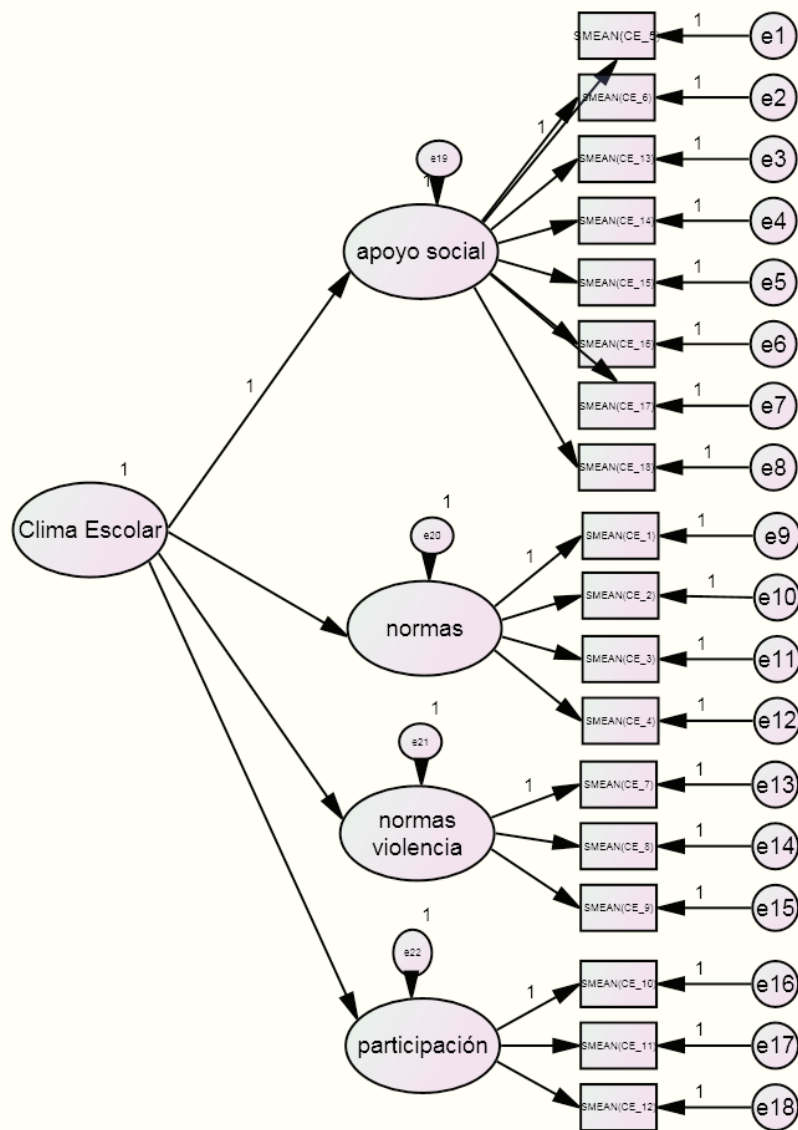 SMEAN(CE_5)
1
e1
SMEAN(CE_6)
1
e2
1
SMEAN(CE_13)
1
e3
e19
1
SMEAN(CE_14)
1
e4
apoyo social
SMEAN(CE_15)
1
e5
SMEAN(CE_16)
1
e6
1
SMEAN(CE_17)
1
e7
SMEAN(CE_18)
1
e8
1
Clima Escolar
1
e20
1
SMEAN(CE_1)
1
e9
SMEAN(CE_2)
1
e10
normas
SMEAN(CE_3)
1
e11
SMEAN(CE_4)
1
e12
1
e21
1
SMEAN(CE_7)
1
e13
normas
violencia
SMEAN(CE_8)
1
e14
SMEAN(CE_9)
1
e15
1
e22
1
SMEAN(CE_10)
1
e16
participación
SMEAN(CE_11)
1
e17
SMEAN(CE_12)
1
e18